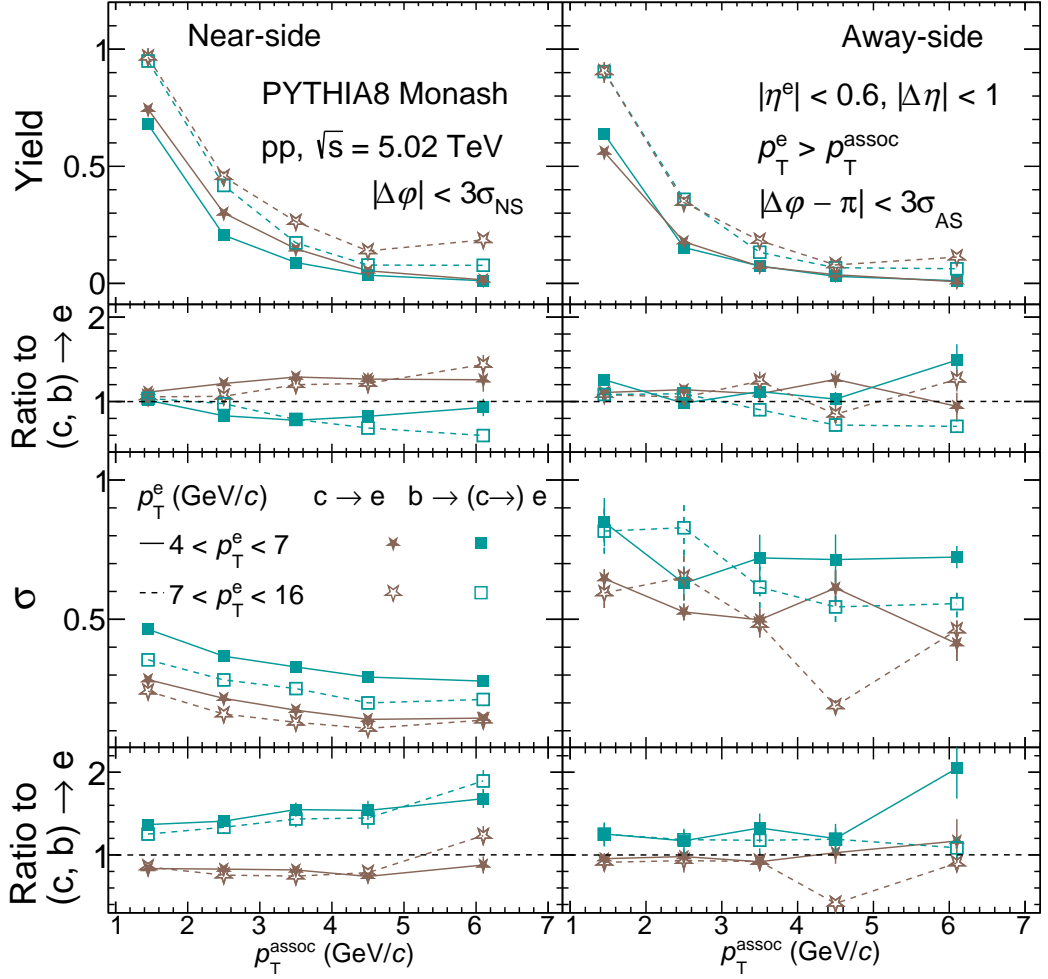 Near-side
PYTHIA8 Monash
pp, √s = 5.02 TeV
|Δφ| < 3σ_NS
Yield
1
0.5
0
Away-side
|η^e| < 0.6, |Δη| < 1
p_T^e > p_T^assoc
|Δφ − π| < 3σ_AS
Ratio to
(c, b) → e
2
1
p_T^e (GeV/c) c → e b → (c→) e
4 < p_T^e < 7
7 < p_T^e < 16
σ
1
0.5
Ratio to
(c, b) → e
2
1
1 2 3 4 5 6 7
p_T^assoc (GeV/c)
1 2 3 4 5 6 7
p_T^assoc (GeV/c)